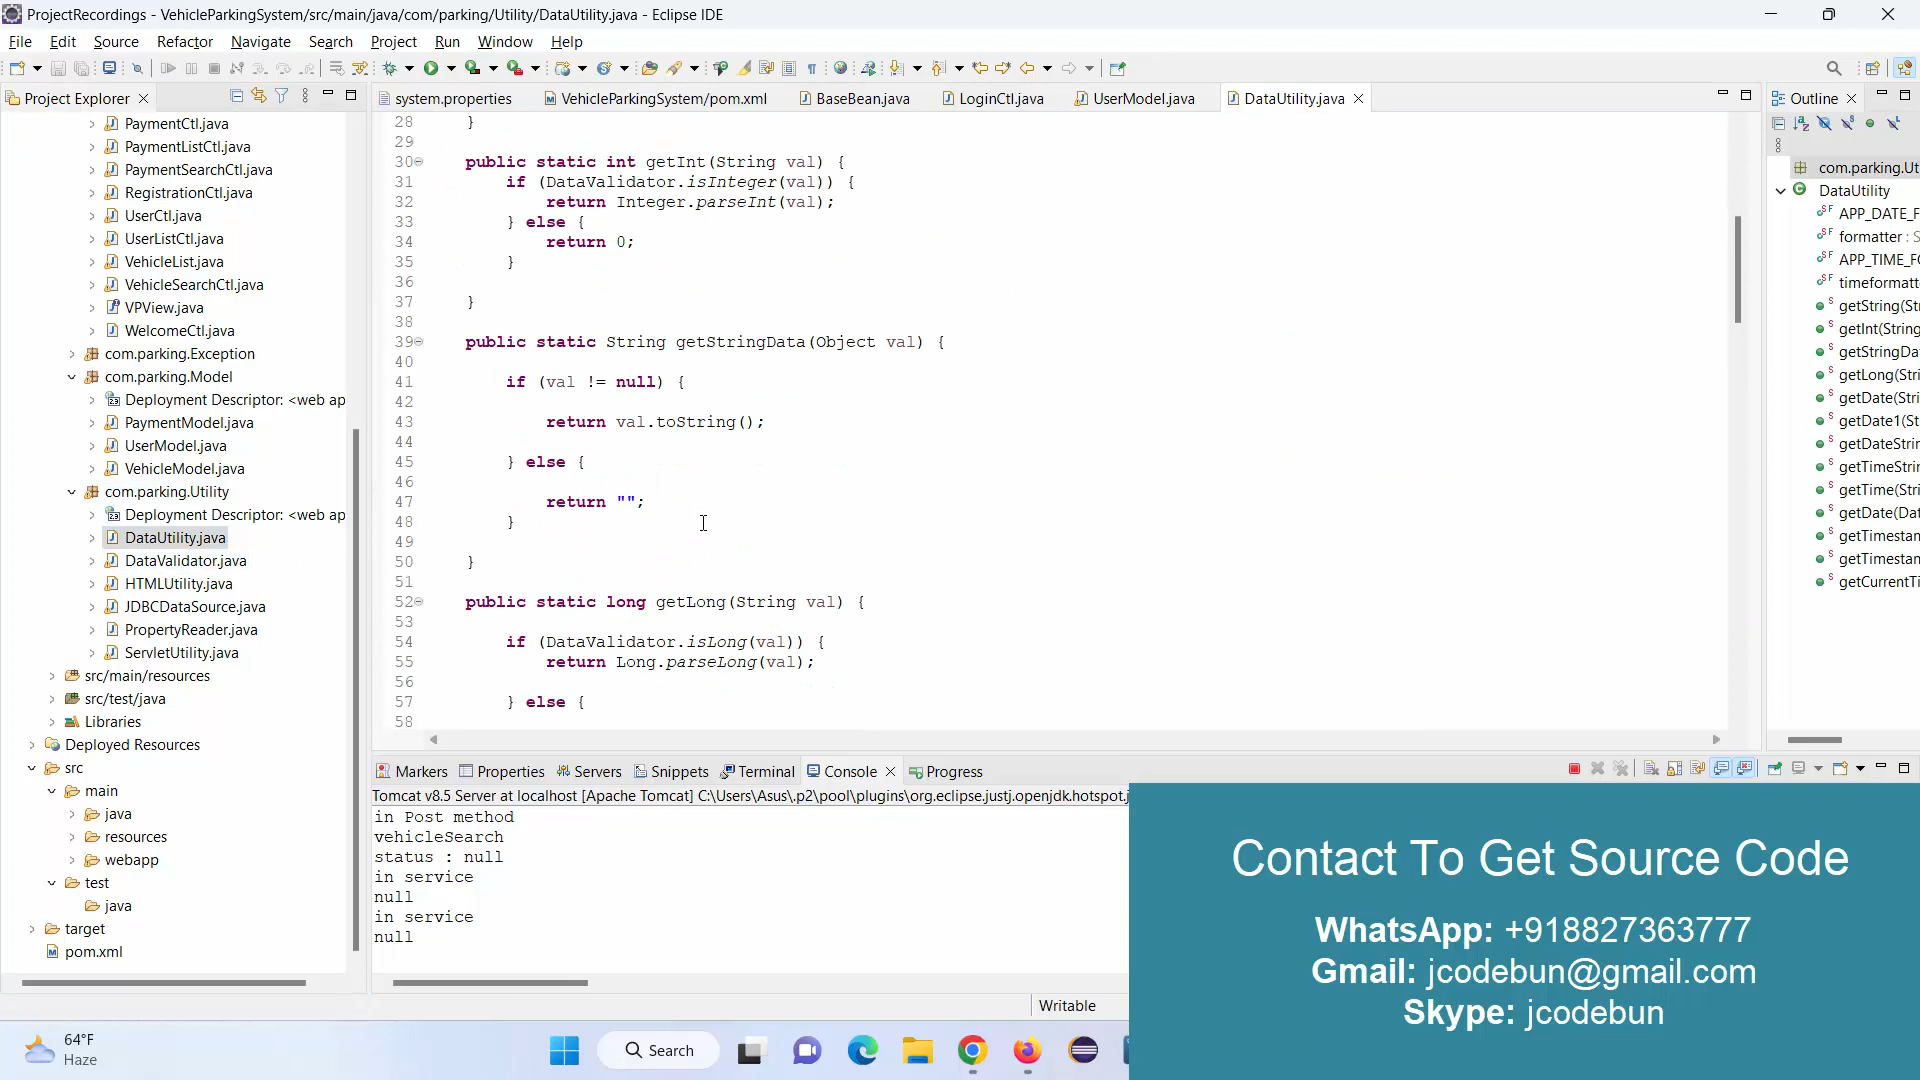 ProjectRecordings - VehicleParkingSystem/src/main/java/com/parking/Utility/DataUtility.java - Eclipse IDE
File Edit Source Refactor Navigate Search Project Run Window Help
Project Explorer
system.properties VehicleParkingSystem/pom.xml BaseBean.java LoginCtl.java UserModel.java DataUtility.java
Outline
PaymentCtl.java
PaymentListCtl.java
PaymentSearchCtl.java
RegistrationCtl.java
UserCtl.java
UserListCtl.java
VehicleList.java
VehicleSearchCtl.java
VPView.java
WelcomeCtl.java
com.parking.Exception
com.parking.Model
Deployment Descriptor: <web ap
PaymentModel.java
UserModel.java
VehicleModel.java
com.parking.Utility
Deployment Descriptor: <web ap
DataUtility.java
DataValidator.java
HTMLUtility.java
JDBCDataSource.java
PropertyReader.java
ServletUtility.java
src/main/resources
src/test/java
Libraries
Deployed Resources
src
main
java
resources
webapp
test
java
target
pom.xml
28 }
29
30 public static int getInt(String val) {
31 if (DataValidator.isInteger(val)) {
32 return Integer.parseInt(val);
33 } else {
34 return 0;
35 }
36
37 }
38
39 public static String getStringData(Object val) {
40
41 if (val != null) {
42
43 return val.toString();
44
45 } else {
46
47 return "";
48 }
49
50 }
51
52 public static long getLong(String val) {
53
54 if (DataValidator.isLong(val)) {
55 return Long.parseLong(val);
56
57 } else {
58
com.parking.Ut
DataUtility
APP_DATE_F
formatter : S
APP_TIME_FO
timeformatt
getString(Str
getInt(String
getStringDa
getLong(Stri
getDate(Stri
getDate1(St
getDateStrin
getTimeStrin
getTime(Stri
getDate(Dat
getTimestan
getTimestan
getCurrentTi
Markers Properties Servers Snippets Terminal Console Progress
Tomcat v8.5 Server at localhost [Apache Tomcat] C:\Users\Asus\.p2\pool\plugins\org.eclipse.justj.openjdk.hotspot.j
in Post method
vehicleSearch
status : null
in service
null
in service
null
Writable
Contact To Get Source Code
WhatsApp: +918827363777
Gmail: jcodebun@gmail.com
Skype: jcodebun
64°F
Haze
Search